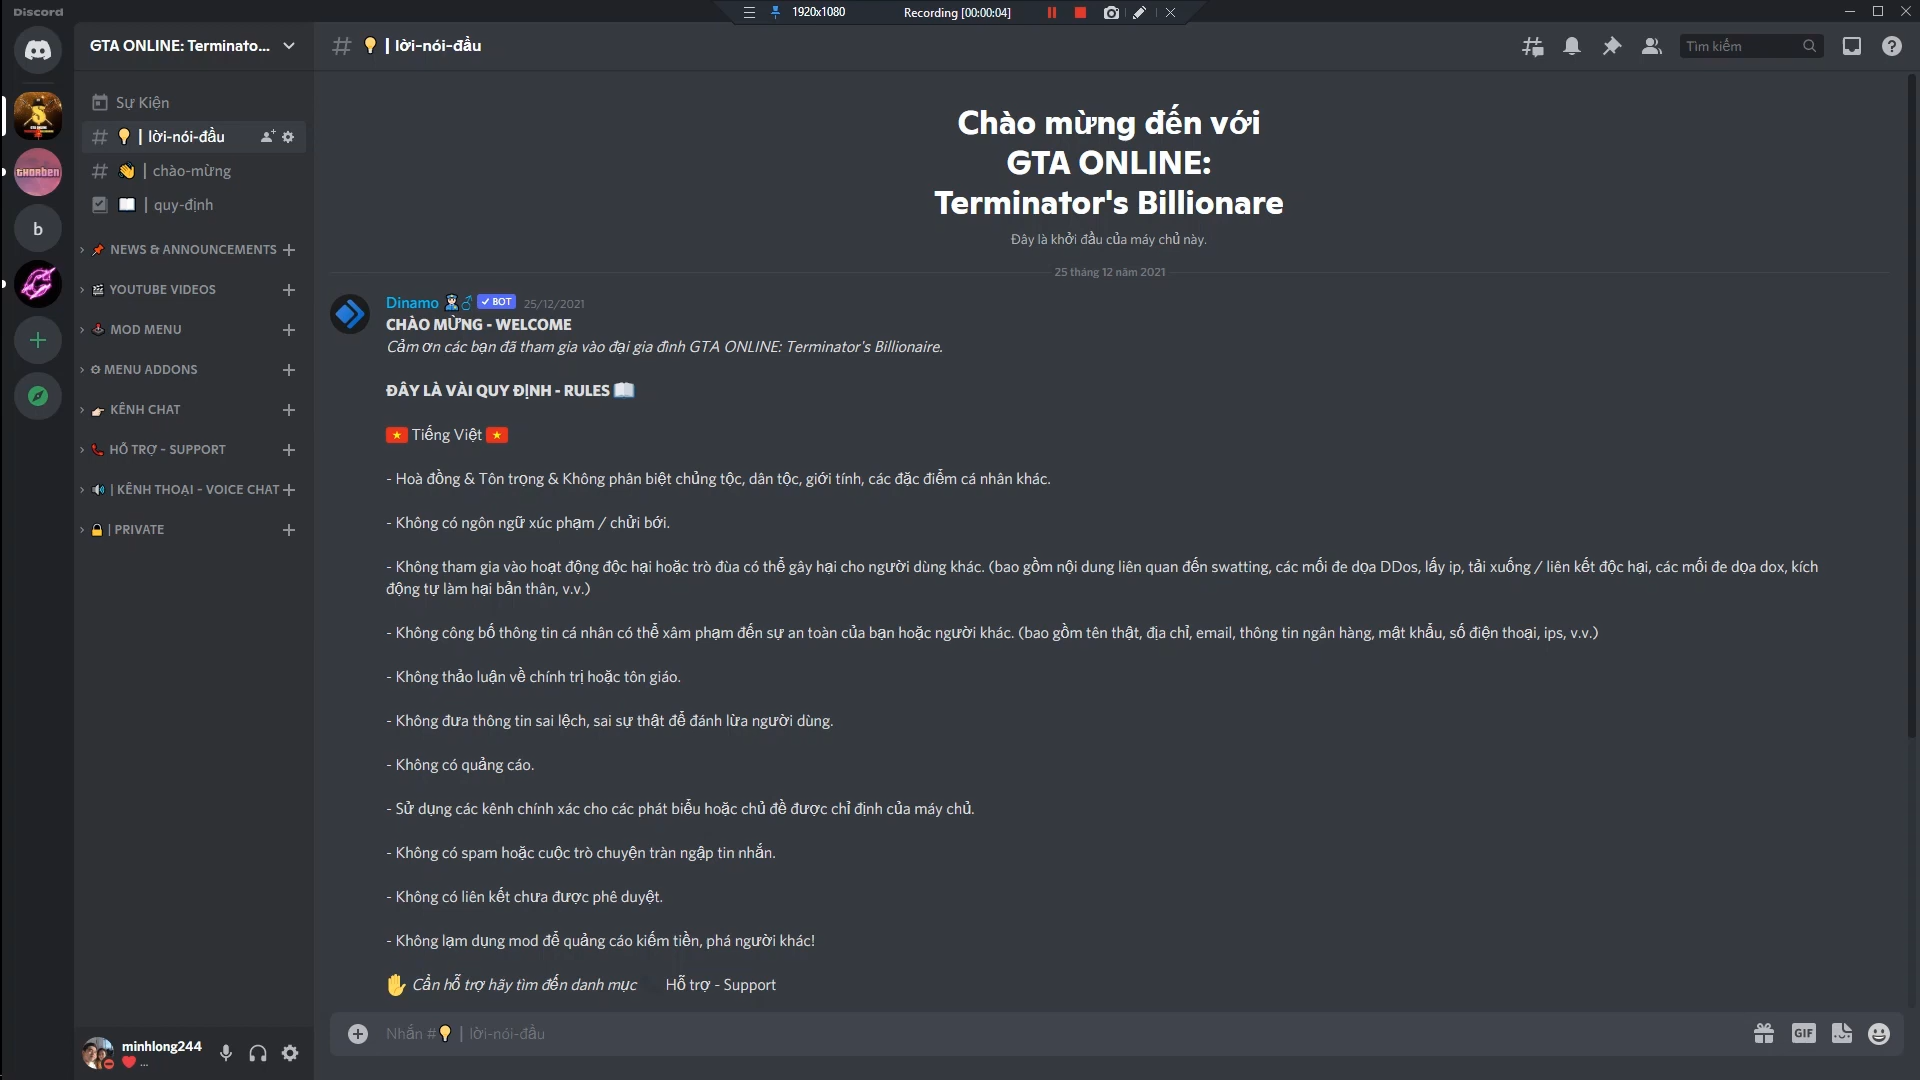 Discord
1920x1080
Recording [00:00:04]
GTA ONLINE: Terminato...
💡 | lời-nói-đầu
Tìm kiếm
Sự Kiện
💡 | lời-nói-đầu
👋 | chào-mừng
📖 | quy-định
📌 NEWS & ANNOUNCEMENTS
🎬 YOUTUBE VIDEOS
🕹 MOD MENU
⚙ MENU ADDONS
👉🏻 KÊNH CHAT
📞 HỖ TRỢ - SUPPORT
🔊 | KÊNH THOẠI - VOICE CHAT
🔒 | PRIVATE
THORBEN
b
Chào mừng đến với
GTA ONLINE:
Terminator's Billionare
Đây là khởi đầu của máy chủ này.
25 tháng 12 năm 2021
Dinamo BOT 25/12/2021
CHÀO MỪNG - WELCOME
Cảm ơn các bạn đã tham gia vào đại gia đình GTA ONLINE: Terminator's Billionaire.
ĐÂY LÀ VÀI QUY ĐỊNH - RULES 📖
🇻🇳 Tiếng Việt 🇻🇳
- Hoà đồng & Tôn trọng & Không phân biệt chủng tộc, dân tộc, giới tính, các đặc điểm cá nhân khác.
- Không có ngôn ngữ xúc phạm / chửi bới.
- Không tham gia vào hoạt động độc hại hoặc trò đùa có thể gây hại cho người dùng khác. (bao gồm nội dung liên quan đến swatting, các mối đe dọa DDos, lấy ip, tải xuống / liên kết độc hại, các mối đe dọa dox, kích
động tự làm hại bản thân, v.v.)
- Không công bố thông tin cá nhân có thể xâm phạm đến sự an toàn của bạn hoặc người khác. (bao gồm tên thật, địa chỉ, email, thông tin ngân hàng, mật khẩu, số điện thoại, ips, v.v.)
- Không thảo luận về chính trị hoặc tôn giáo.
- Không đưa thông tin sai lệch, sai sự thật để đánh lừa người dùng.
- Không có quảng cáo.
- Sử dụng các kênh chính xác cho các phát biểu hoặc chủ đề được chỉ định của máy chủ.
- Không có spam hoặc cuộc trò chuyện tràn ngập tin nhắn.
- Không có liên kết chưa được phê duyệt.
- Không lạm dụng mod để quảng cáo kiếm tiền, phá người khác!
✋ Cần hỗ trợ hãy tìm đến danh mục Hỗ trợ - Support
Nhắn #💡 | lời-nói-đầu
GIF
minhlong244
❤️ ...